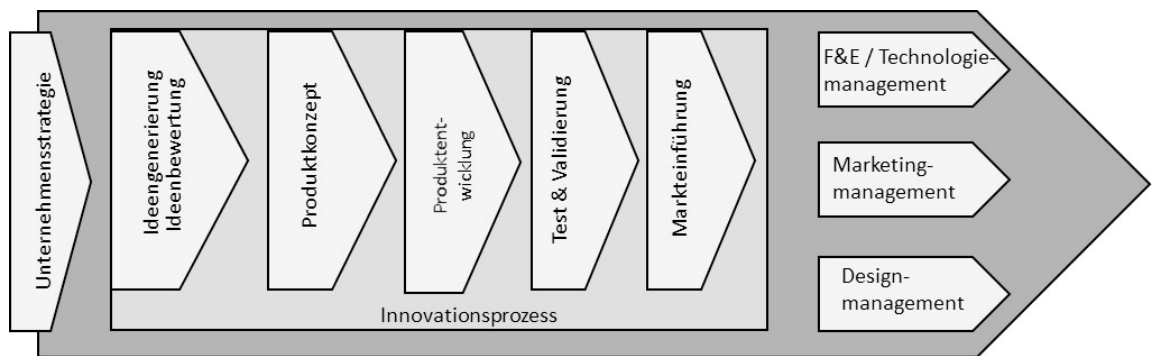 Unternehmensstrategie
Ideengenerierung
Ideenbewertung
Produktkonzept
Produktent-
wicklung
Test & Validierung
Markteinführung
Innovationsprozess
F&E / Technologie-
management
Marketing-
management
Design-
management